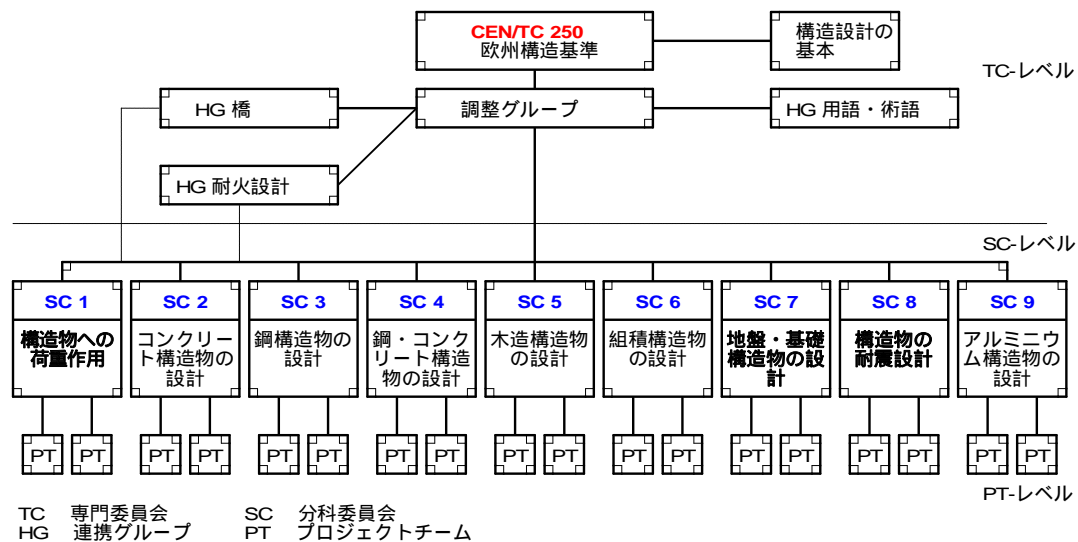 CEN/TC 250
欧州構造基準
構造設計の
基本
TC-レベル
HG 橋
調整グループ
HG 用語・術語
HG 耐火設計
SC-レベル
SC 1
構造物への
荷重作用
SC 2
コンクリー
ト構造物の
設計
SC 3
鋼構造物の
設計
SC 4
鋼・コンク
リート構造
物の設計
SC 5
木造構造物
の設計
SC 6
組積構造物
の設計
SC 7
地盤・基礎
構造物の設
計
SC 8
構造物の
耐震設計
SC 9
アルミニウ
ム構造物の
設計
PT PT PT PT PT PT PT PT PT PT PT PT PT PT PT PT PT PT
PT-レベル
TC 専門委員会 SC 分科委員会
HG 連携グループ PT プロジェクトチーム